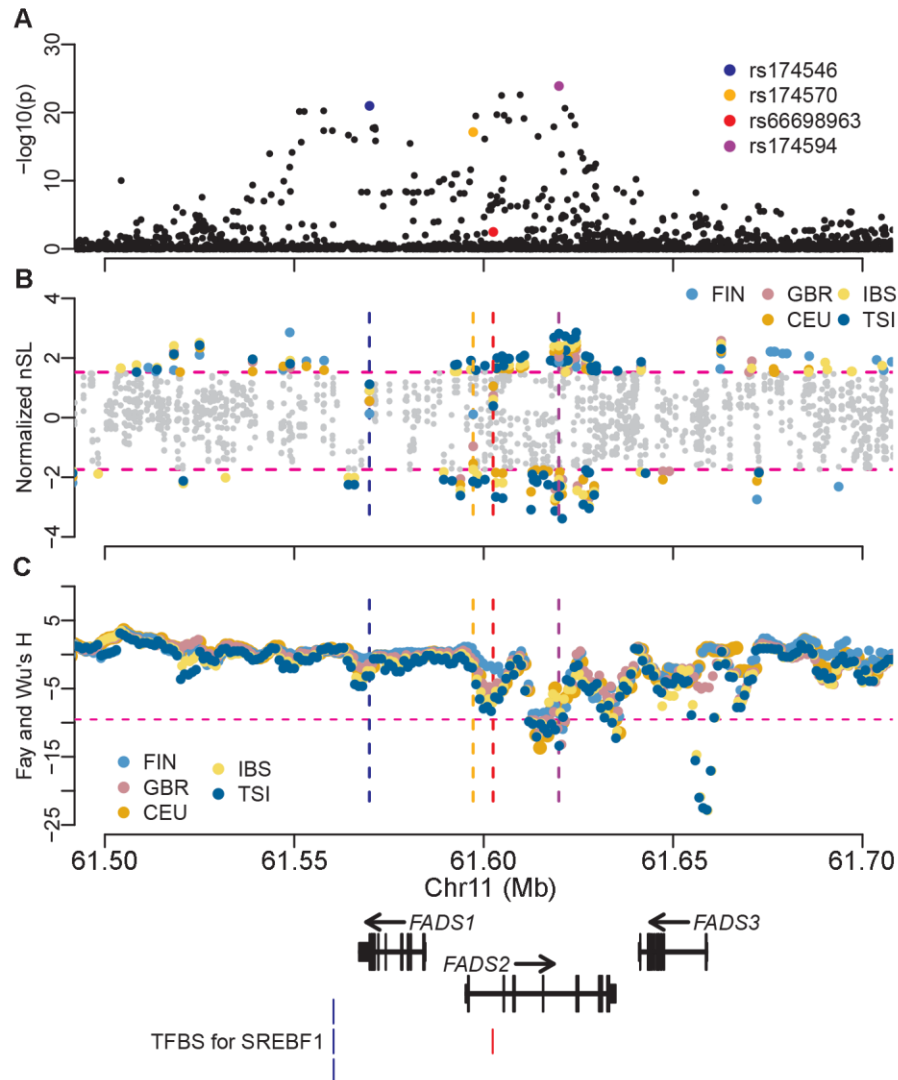 A
30
20
10
0
−log10(p)
rs174546
rs174570
rs66698963
rs174594
B
4
2
0
−2
−4
Normalized nSL
FIN GBR IBS
CEU TSI
C
5
−5
−15
−25
Fay and Wu's H
FIN IBS
GBR TSI
CEU
61.50 61.55 61.60 61.65 61.70
Chr11 (Mb)
FADS1 FADS3
FADS2
TFBS for SREBF1